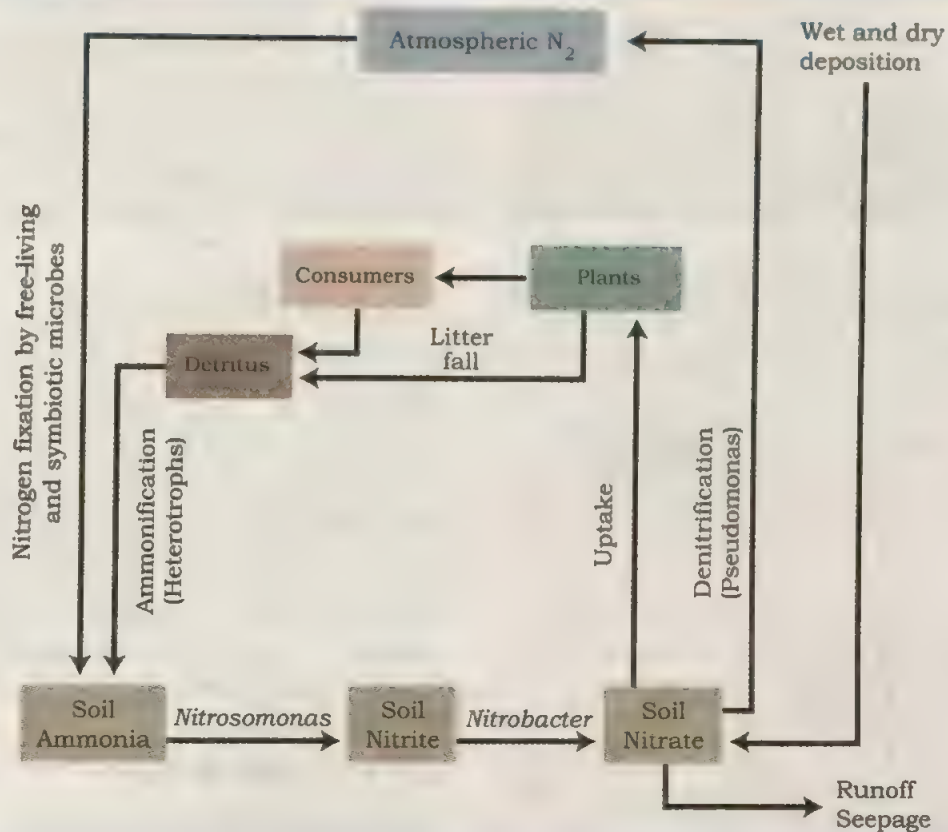 Atmospheric N2
Wet and dry
deposition
Nitrogen fixation by free-living
and symbiotic microbes
Consumers
Plants
Litter
fall
Detritus
Ammonification
(Heterotrophs)
Uptake
Denitrification
(Pseudomonas)
Soil
Ammonia
Nitrosomonas
Soil
Nitrite
Nitrobacter
Soil
Nitrate
Runoff
Seepage